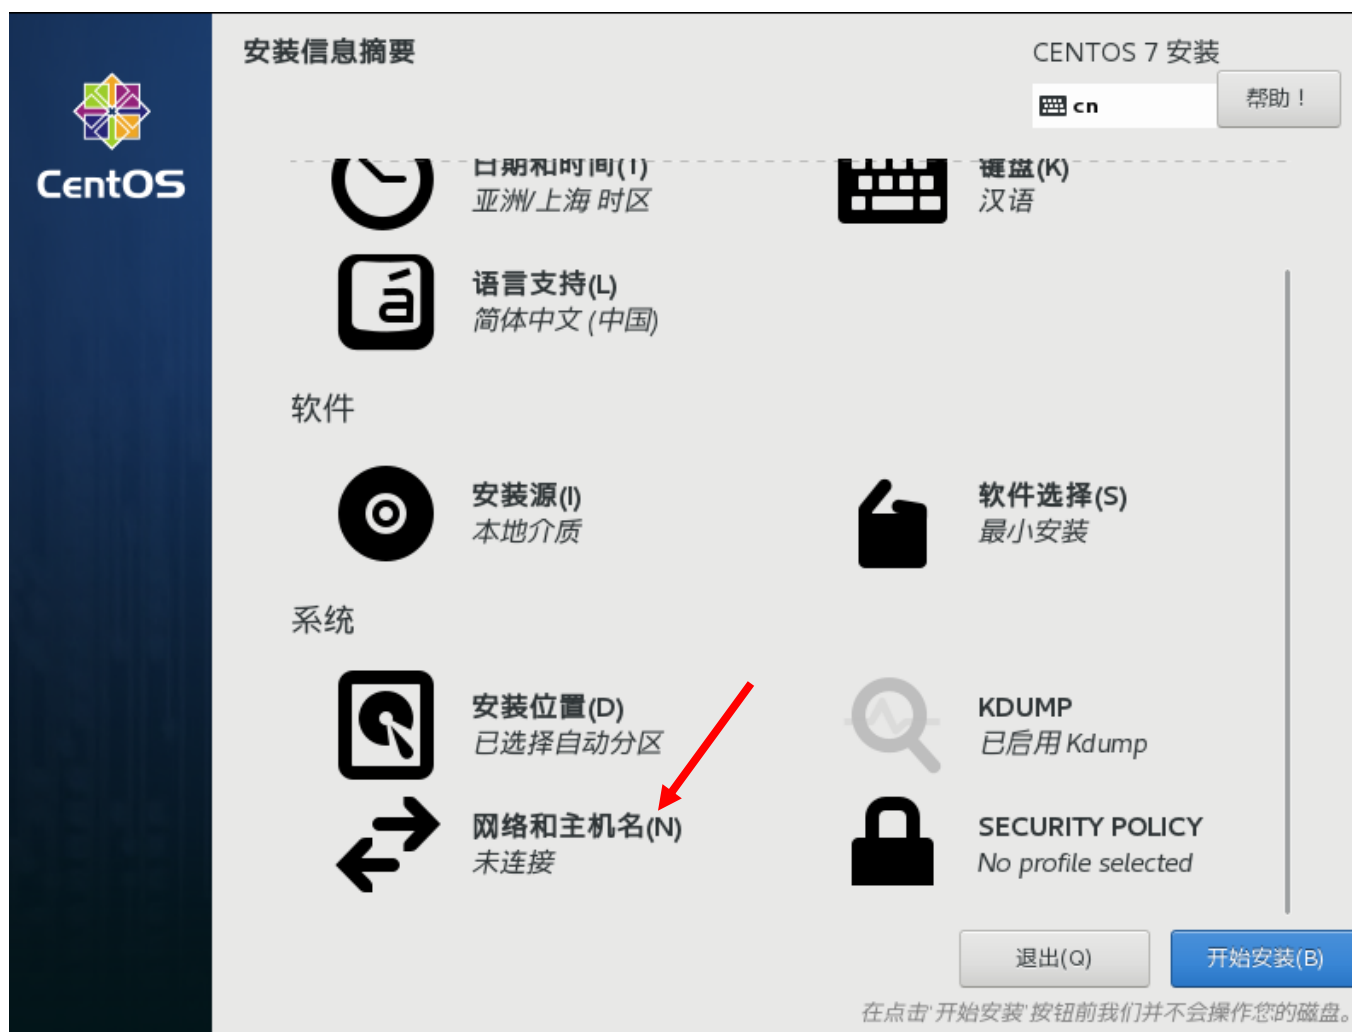 安装信息摘要
CENTOS 7 安装
cn
帮助！
CentOS
日期和时间(T)
亚洲/上海 时区
键盘(K)
汉语
语言支持(L)
简体中文 (中国)
软件
安装源(I)
本地介质
软件选择(S)
最小安装
系统
安装位置(D)
已选择自动分区
KDUMP
已启用 Kdump
网络和主机名(N)
未连接
SECURITY POLICY
No profile selected
退出(Q)
开始安装(B)
在点击'开始安装'按钮前我们并不会操作您的磁盘。